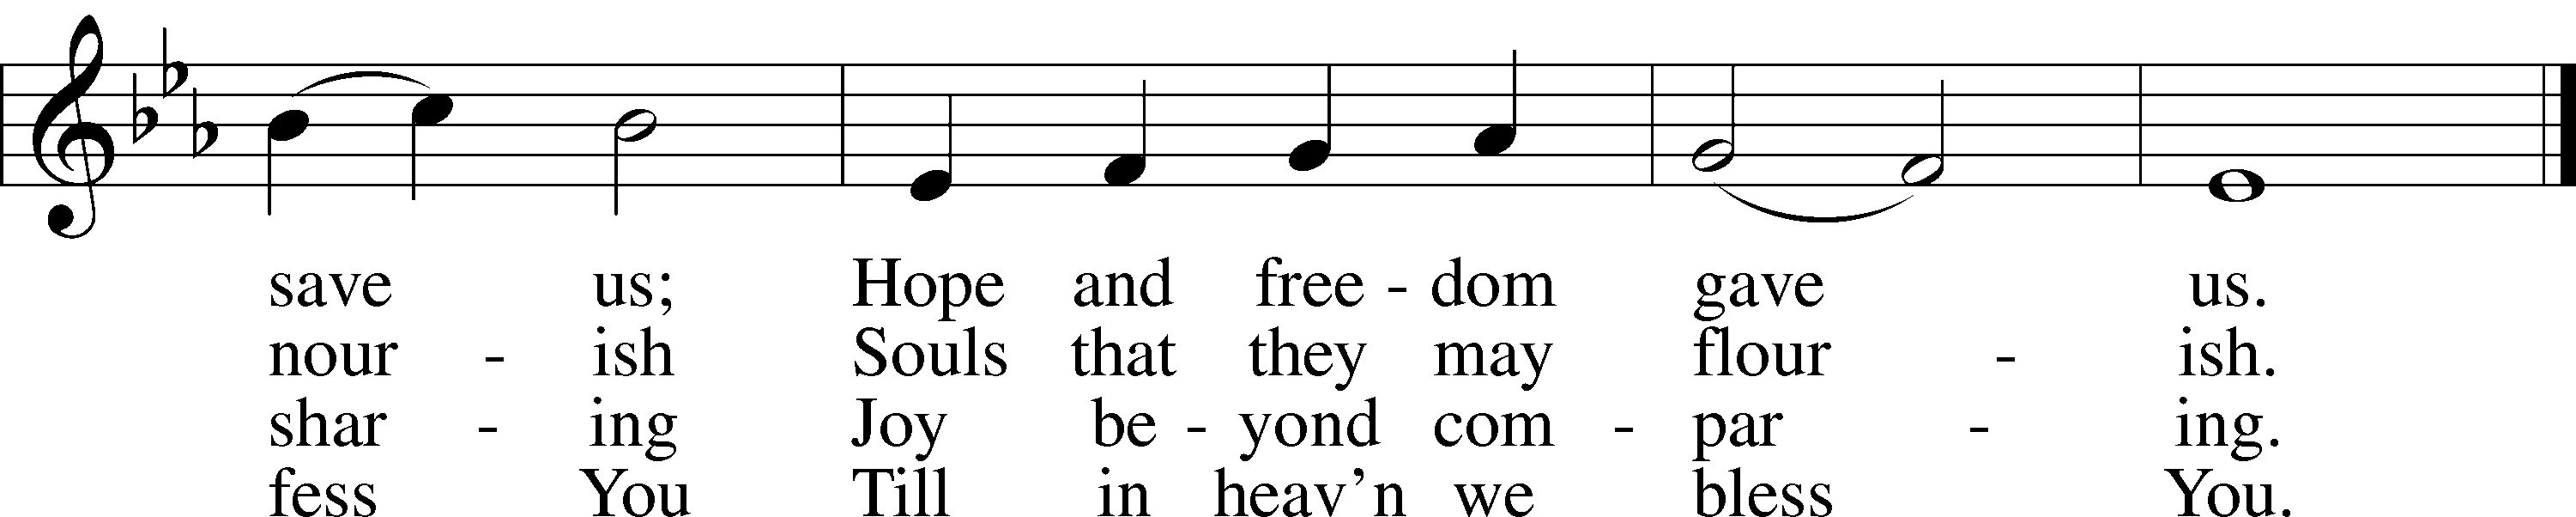 save us; Hope and free - dom gave us.
nour - ish Souls that they may flour - ish.
shar - ing Joy be - yond com - par - ing.
fess You Till in heav’n we bless You.